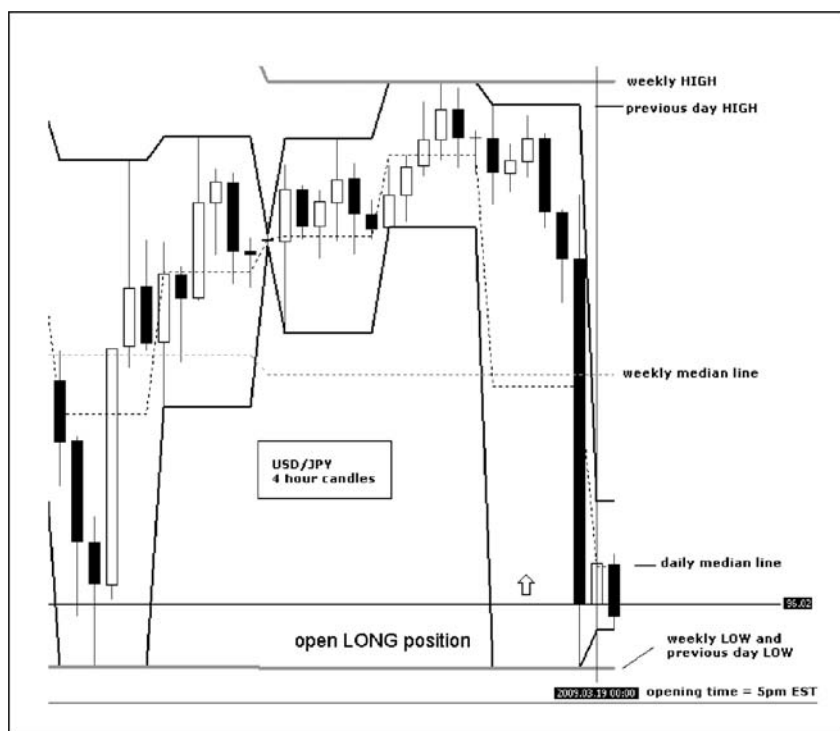 weekly HIGH
previous day HIGH
weekly median line
USD/JPY
4 hour candles
daily median line
96.02
open LONG position
weekly LOW and
previous day LOW
2009.03.19 00:00 opening time = 5pm EST